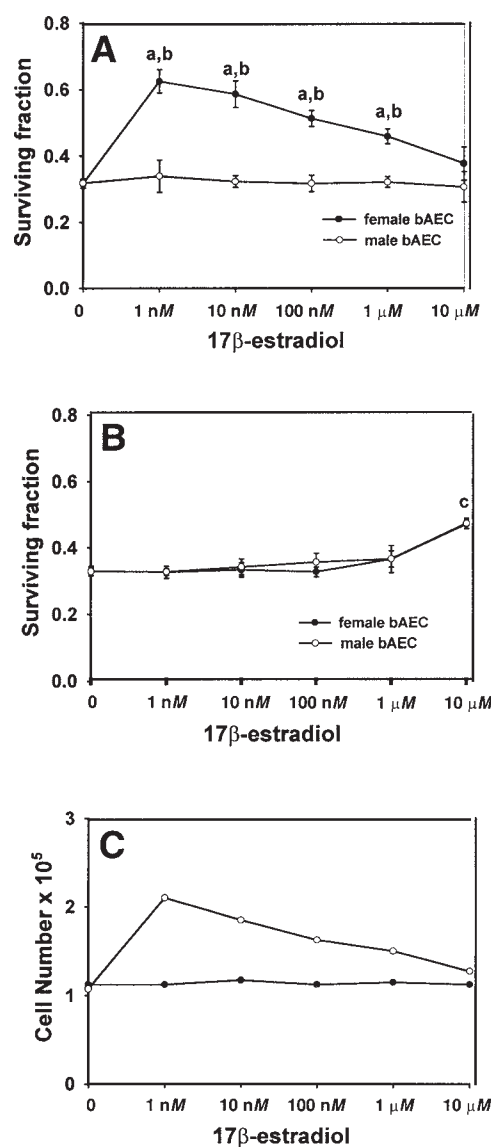 A
0.8
0.6
0.4
0.2
0.0
Surviving fraction
a,b
a,b
a,b
a,b
female bAEC
male bAEC
0 1 nM 10 nM 100 nM 1 μM 10 μM
17β-estradiol
B
0.8
0.6
0.4
0.2
0.0
Surviving fraction
c
female bAEC
male bAEC
0 1 nM 10 nM 100 nM 1 μM 10 μM
17β-estradiol
C
3
2
1
0
Cell Number x 10⁵
0 1 nM 10 nM 100 nM 1 μM 10 μM
17β-estradiol